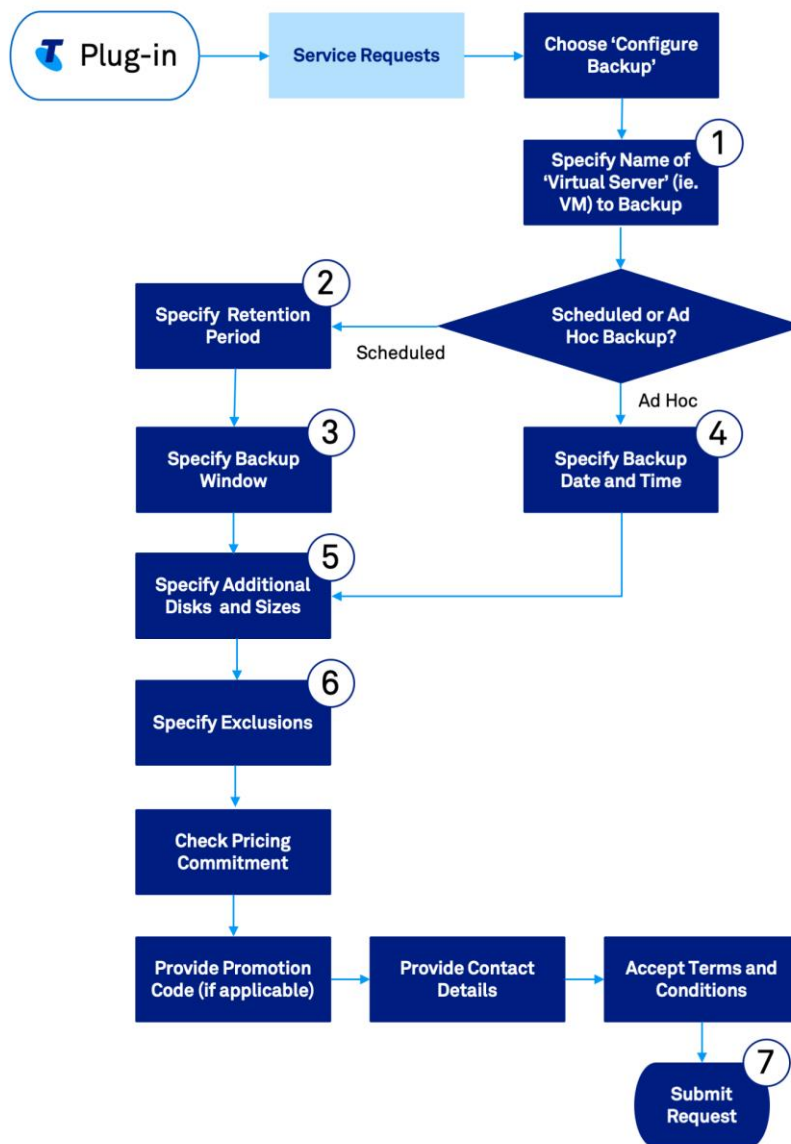 T Plug-in
Service Requests
Choose ‘Configure
Backup’
1
Specify Name of
‘Virtual Server’ (ie.
VM) to Backup
Scheduled or Ad
Hoc Backup?
Scheduled
Ad Hoc
2
Specify Retention
Period
3
Specify Backup
Window
4
Specify Backup
Date and Time
5
Specify Additional
Disks and Sizes
6
Specify Exclusions
Check Pricing
Commitment
Provide Promotion
Code (if applicable)
Provide Contact
Details
Accept Terms and
Conditions
7
Submit
Request